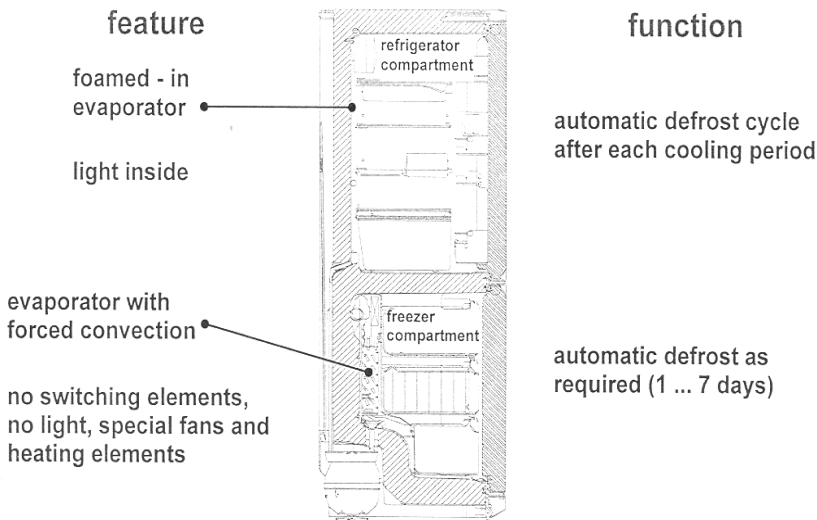 feature
function
refrigerator
compartment
foamed - in
evaporator
automatic defrost cycle
after each cooling period
light inside
evaporator with
forced convection
freezer
compartment
automatic defrost as
required (1 ... 7 days)
no switching elements,
no light, special fans and
heating elements